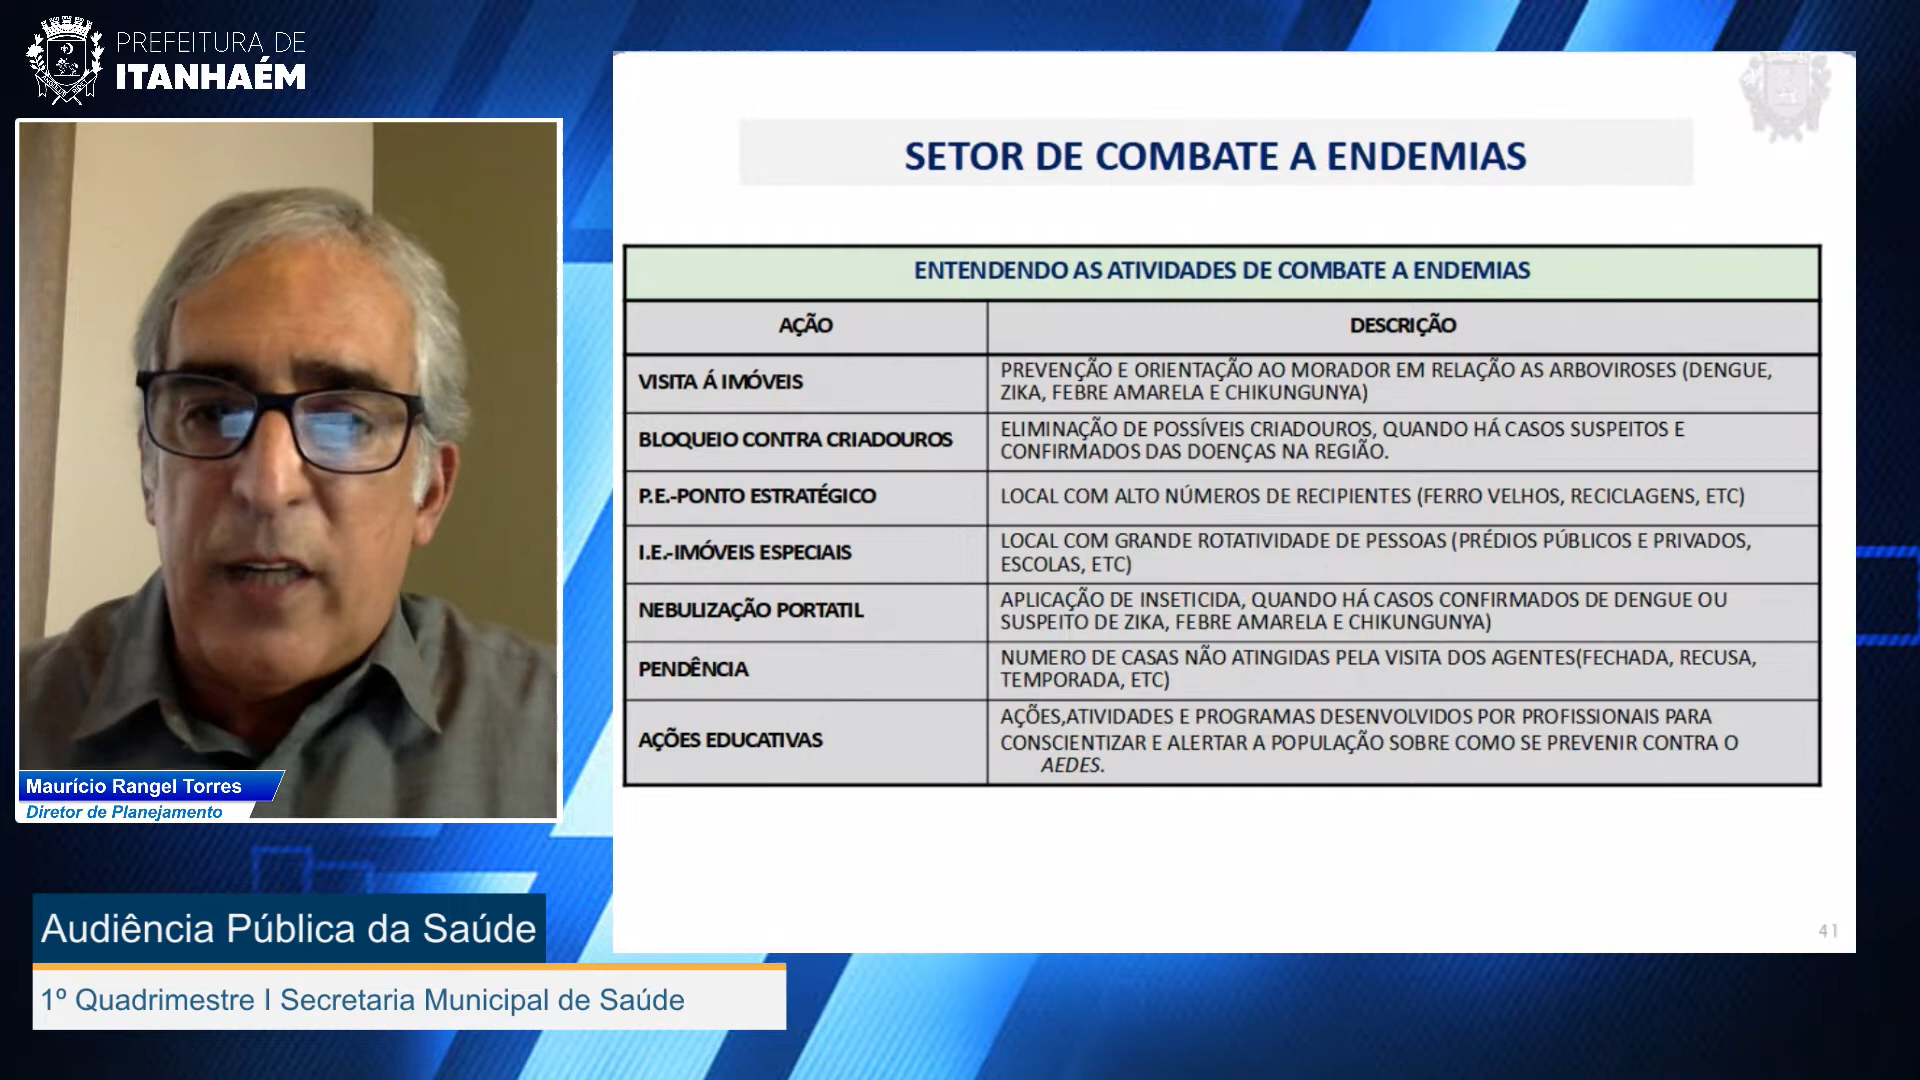 PREFEITURA DE
ITANHAÉM
SETOR DE COMBATE A ENDEMIAS
ENTENDENDO AS ATIVIDADES DE COMBATE A ENDEMIAS
AÇÃO
DESCRIÇÃO
VISITA Á IMÓVEIS
PREVENÇÃO E ORIENTAÇÃO AO MORADOR EM RELAÇÃO AS ARBOVIROSES (DENGUE,
ZIKA, FEBRE AMARELA E CHIKUNGUNYA)
BLOQUEIO CONTRA CRIADOUROS
ELIMINAÇÃO DE POSSÍVEIS CRIADOUROS, QUANDO HÁ CASOS SUSPEITOS E
CONFIRMADOS DAS DOENÇAS NA REGIÃO.
P.E.-PONTO ESTRATÉGICO
LOCAL COM ALTO NÚMEROS DE RECIPIENTES (FERRO VELHOS, RECICLAGENS, ETC)
I.E.-IMÓVEIS ESPECIAIS
LOCAL COM GRANDE ROTATIVIDADE DE PESSOAS (PRÉDIOS PÚBLICOS E PRIVADOS,
ESCOLAS, ETC)
NEBULIZAÇÃO PORTATIL
APLICAÇÃO DE INSETICIDA, QUANDO HÁ CASOS CONFIRMADOS DE DENGUE OU
SUSPEITO DE ZIKA, FEBRE AMARELA E CHIKUNGUNYA)
PENDÊNCIA
NUMERO DE CASAS NÃO ATINGIDAS PELA VISITA DOS AGENTES(FECHADA, RECUSA,
TEMPORADA, ETC)
AÇÕES EDUCATIVAS
AÇÕES,ATIVIDADES E PROGRAMAS DESENVOLVIDOS POR PROFISSIONAIS PARA
CONSCIENTIZAR E ALERTAR A POPULAÇÃO SOBRE COMO SE PREVENIR CONTRA O
AEDES.
41
Maurício Rangel Torres
Diretor de Planejamento
Audiência Pública da Saúde
1º Quadrimestre I Secretaria Municipal de Saúde